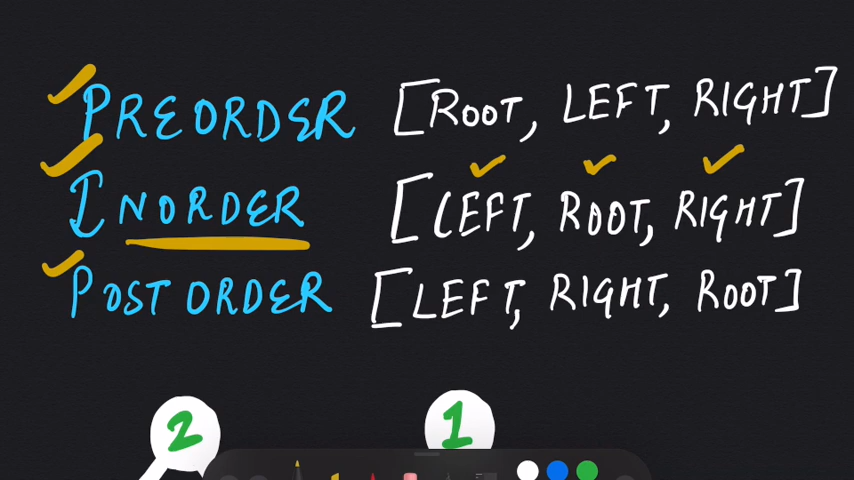 PREORDER [ROOT, LEFT, RIGHT]
INORDER [LEFT, ROOT, RIGHT]
POSTORDER [LEFT, RIGHT, ROOT]
2 1